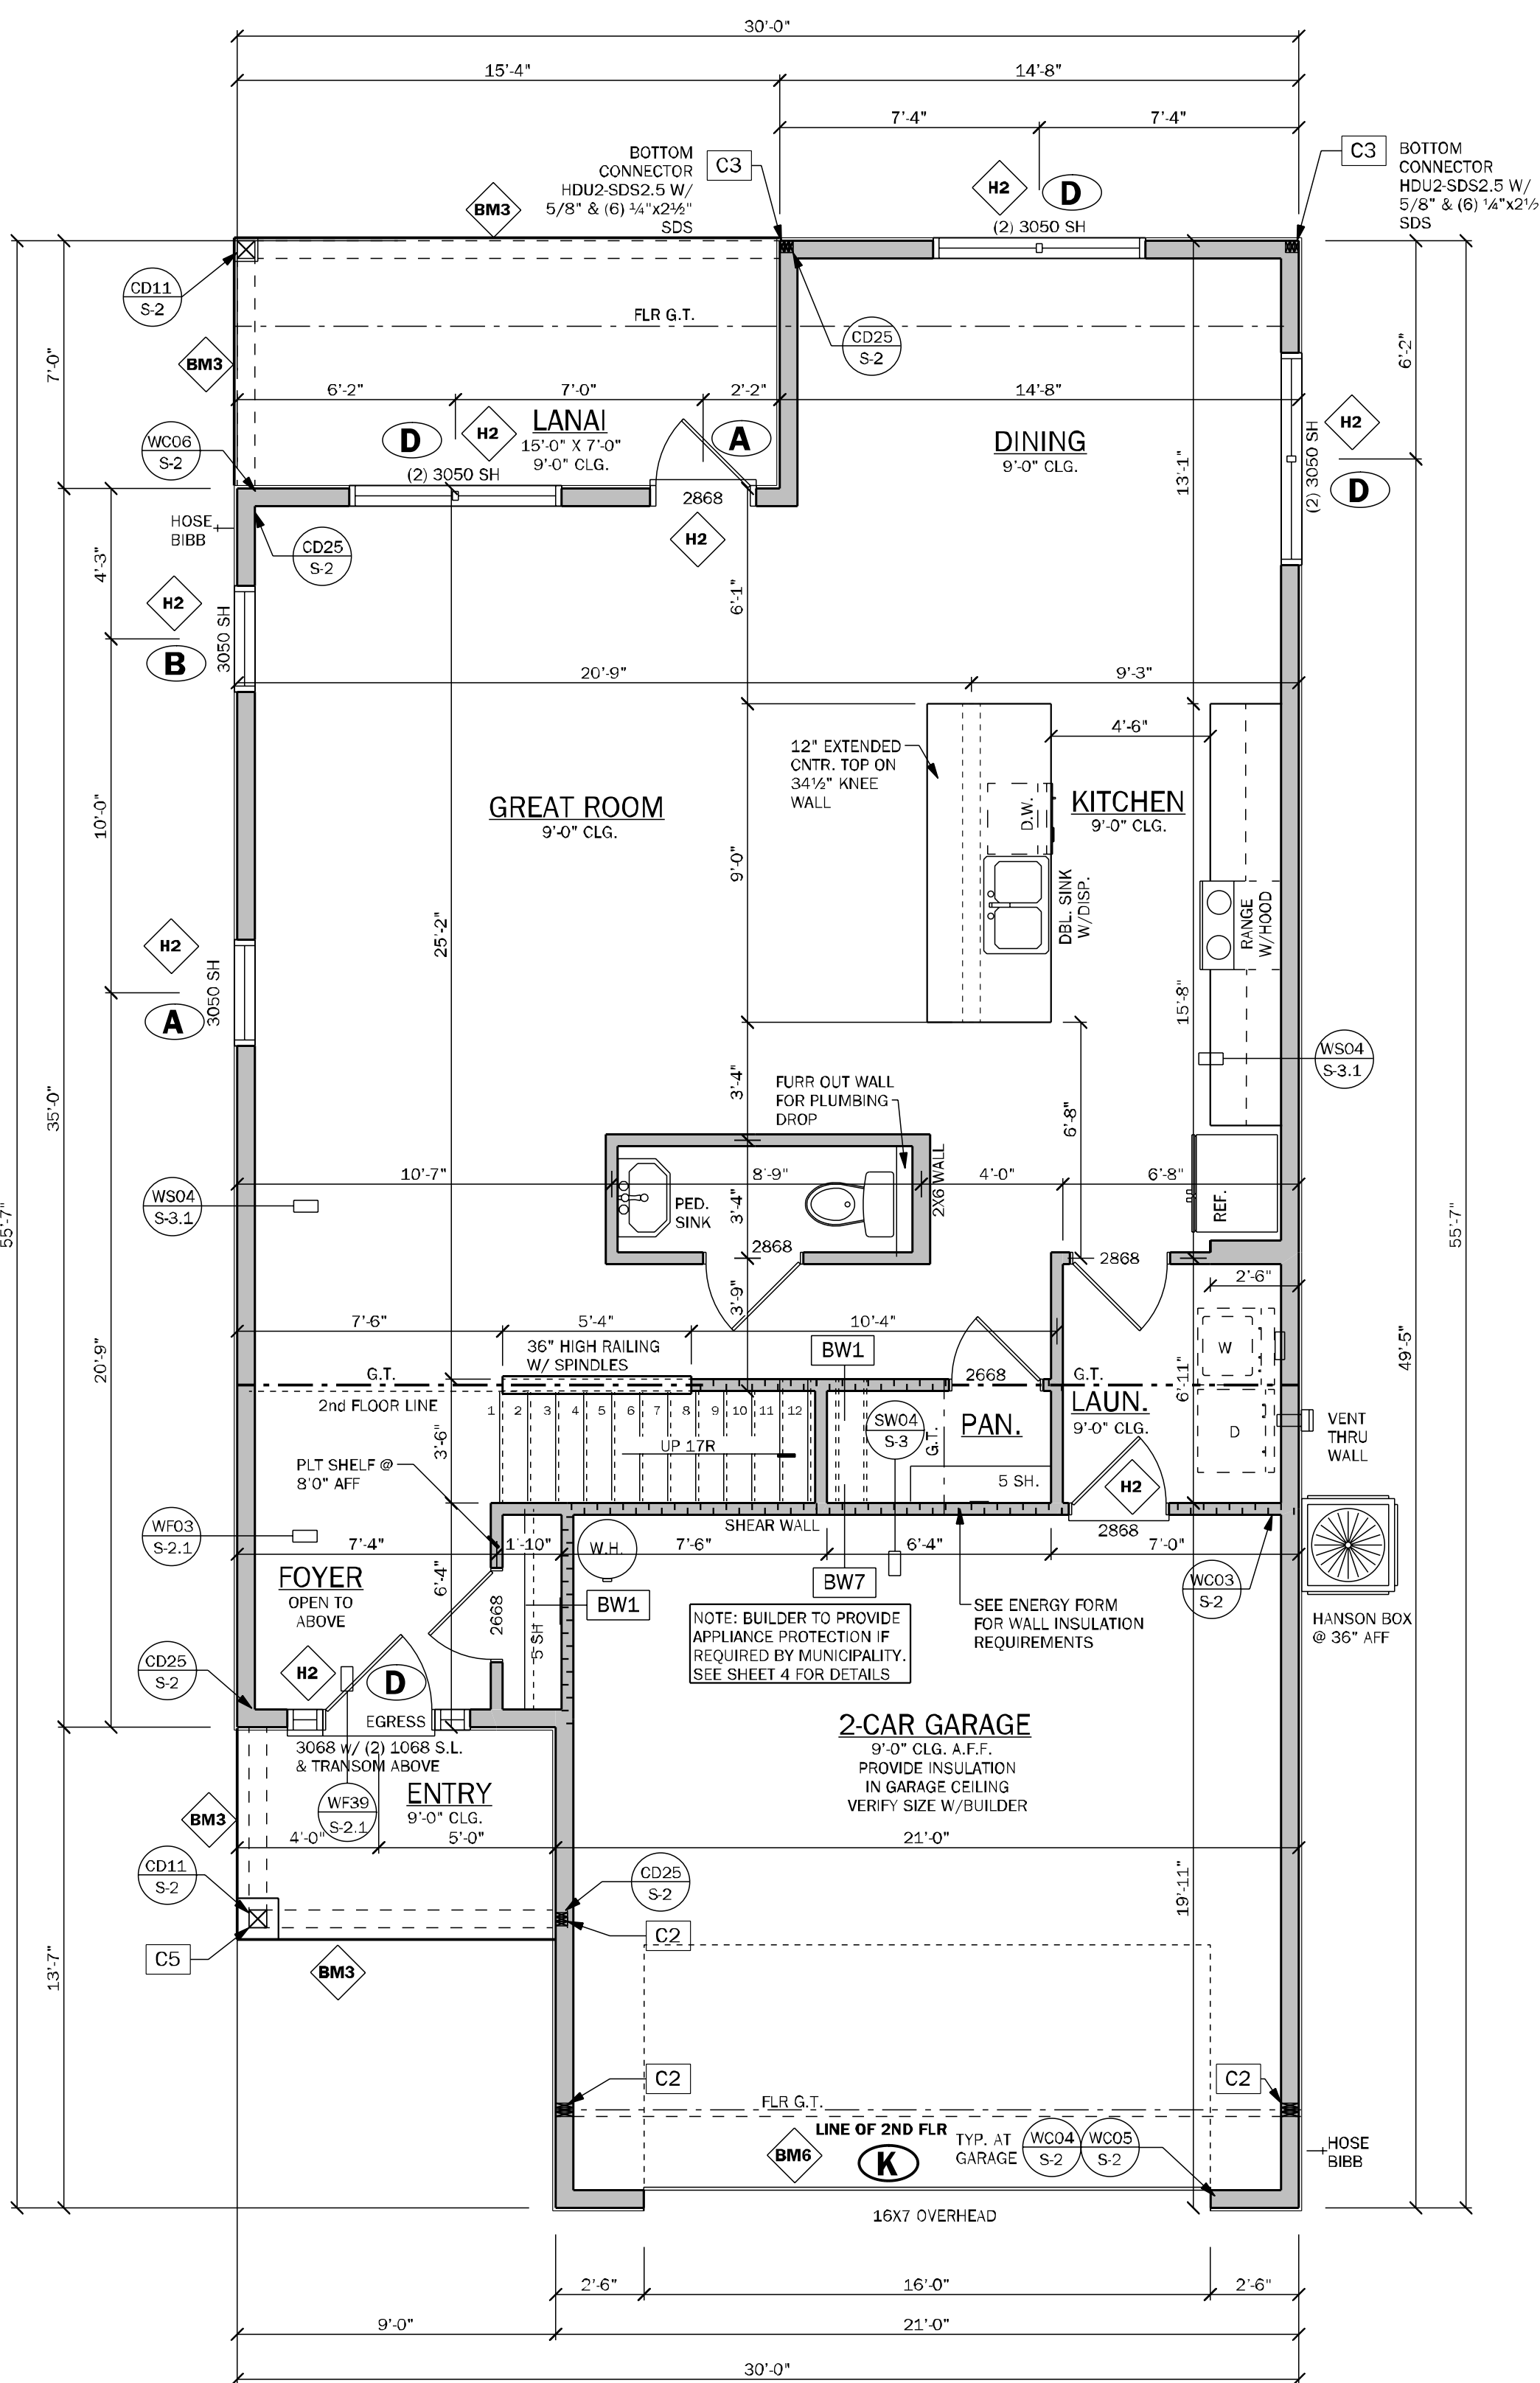 30'-0"
15'-4"
14'-8"
7'-4"
7'-4"
BOTTOM
CONNECTOR
HDU2-SDS2.5 W/
5/8" & (6) ¼"x2½"
SDS
C3
C3
BOTTOM
CONNECTOR
HDU2-SDS2.5 W/
5/8" & (6) ¼"x2½
SDS
BM3
H2
D
(2) 3050 SH
CD11
S-2
FLR G.T.
CD25
S-2
7'-0"
BM3
6'-2"
6'-2"
7'-0"
2'-2"
14'-8"
LANAI
15'-0" X 7'-0"
9'-0" CLG.
D
H2
A
(2) 3050 SH
DINING
9'-0" CLG.
13'-1"
H2
(2) 3050 SH
D
WC06
S-2
2868
H2
HOSE
BIBB
CD25
S-2
4'-3"
H2
3050 SH
B
6'-1"
20'-9"
9'-3"
4'-6"
12" EXTENDED
CNTR. TOP ON
34½" KNEE
WALL
D.W.
KITCHEN
9'-0" CLG.
GREAT ROOM
9'-0" CLG.
10'-0"
9'-0"
DBL. SINK
W/DISP.
RANGE
W/HOOD
25'-2"
H2
3050 SH
A
15'-8"
WS04
S-3.1
35'-0"
3'-4"
FURR OUT WALL
FOR PLUMBING
DROP
6'-8"
55'-7"
WS04
S-3.1
10'-7"
8'-9"
2X6 WALL
4'-0"
6'-8"
PED.
SINK
3'-4"
REF.
55'-7"
2868
2868
2'-6"
3'-9"
20'-9"
7'-6"
5'-4"
10'-4"
49'-5"
36" HIGH RAILING
W/ SPINDLES
BW1
W
G.T.
2668
G.T.
6'-11"
2nd FLOOR LINE
1
2
3
4
5
6
7
8
9
10
11
12
LAUN.
9'-0" CLG.
SW04
S-3
G.T.
PAN.
D
VENT
THRU
WALL
3'-6"
UP 17R
PLT SHELF @
8'0" AFF
5 SH.
H2
SHEAR WALL
2868
WF03
S-2.1
7'-4"
1'-10"
W.H.
7'-6"
6'-4"
7'-0"
FOYER
OPEN TO
ABOVE
6'-4"
2668
5 SH
BW1
BW7
WC03
S-2
NOTE: BUILDER TO PROVIDE
APPLIANCE PROTECTION IF
REQUIRED BY MUNICIPALITY.
SEE SHEET 4 FOR DETAILS
SEE ENERGY FORM
FOR WALL INSULATION
REQUIREMENTS
HANSON BOX
@ 36" AFF
CD25
S-2
H2
D
EGRESS
3068 w/ (2) 1068 S.L.
& TRANSOM ABOVE
2-CAR GARAGE
9'-0" CLG. A.F.F.
PROVIDE INSULATION
IN GARAGE CEILING
VERIFY SIZE W/BUILDER
ENTRY
9'-0" CLG.
WF39
S-2.1
BM3
4'-0"
5'-0"
21'-0"
CD11
S-2
CD25
S-2
19'-11"
C5
C2
BM3
13'-7"
C2
C2
FLR G.T.
LINE OF 2ND FLR
BM6
K
TYP. AT
GARAGE
WC04
S-2
WC05
S-2
HOSE
BIBB
16X7 OVERHEAD
2'-6"
16'-0"
2'-6"
9'-0"
21'-0"
30'-0"